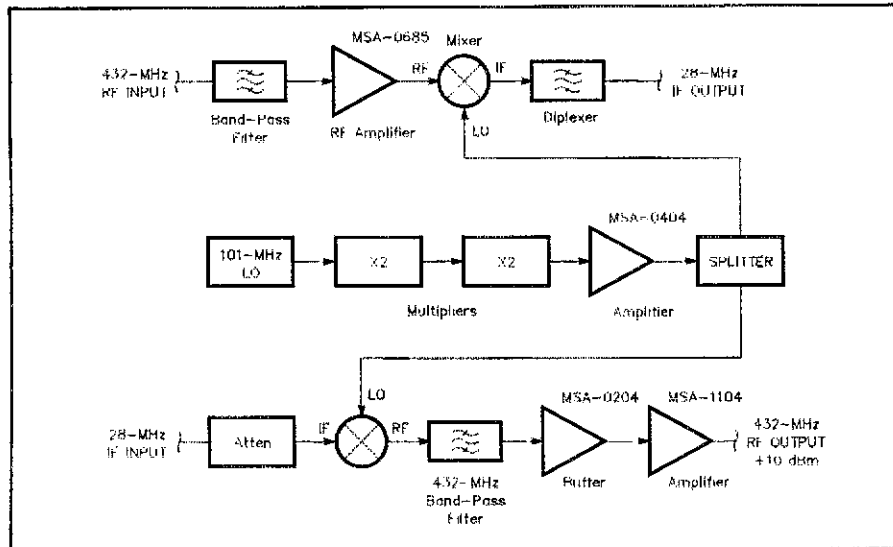 MSA-0685
Mixer
432-MHz
RF INPUT
RF
IF
28-MHz
IF OUTPUT
Band-Pass
Filter
RF Amplifier
LO
Diplexer
MSA-0404
101-MHz
LO
X2
X2
SPLITTER
Multipliers
Amplifier
LO
MSA-0204
MSA-1104
28-MHz
IF INPUT
Atten
IF
RF
432-MHz
RF OUTPUT
+10 dBm
432-MHz
Band-Pass
Filter
Buffer
Amplifier